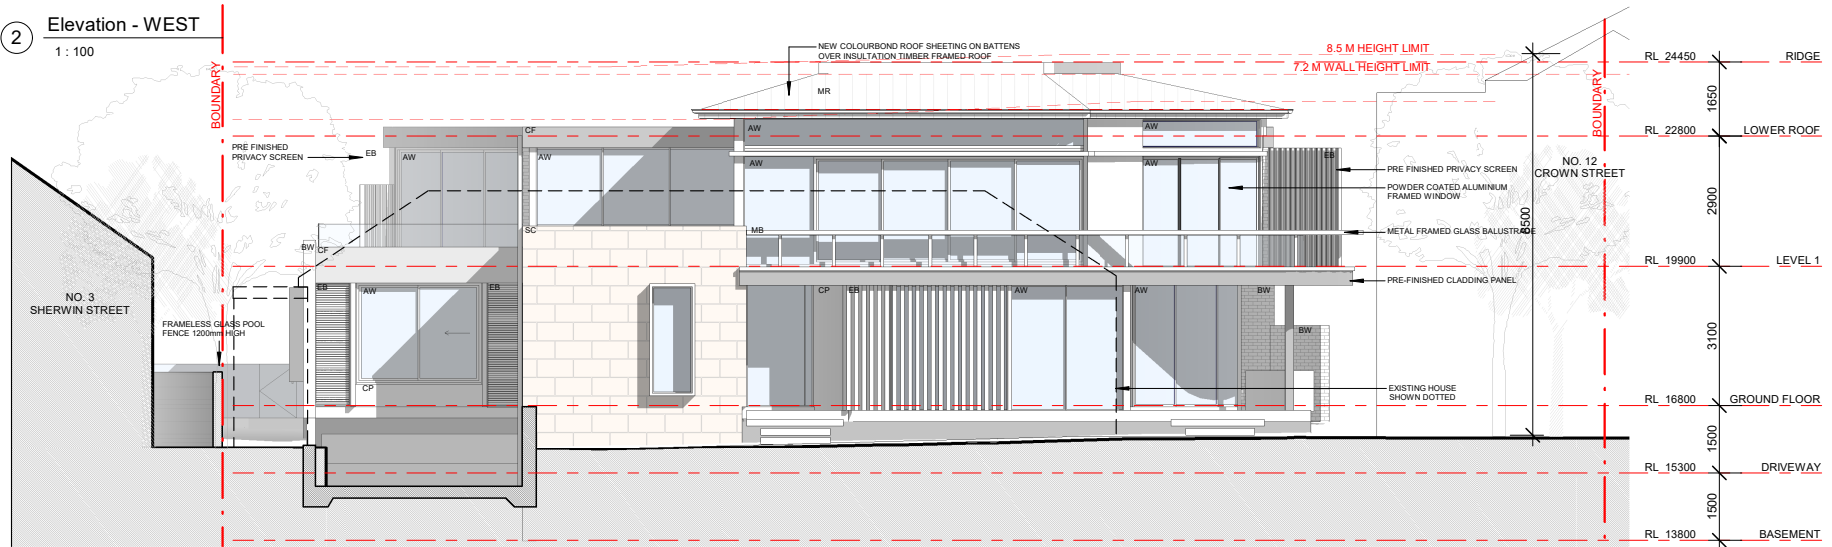 2
Elevation - WEST
1 : 100
BOUNDARY
NEW COLOURBOND ROOF SHEETING ON BATTENS
OVER INSULTATION TIMBER FRAMED ROOF
MR
8.5 M HEIGHT LIMIT
7.2 M WALL HEIGHT LIMIT
BOUNDARY
RL 24450
RIDGE
1650
RL 22800
LOWER ROOF
CF
AW
AW
PRE FINISHED
PRIVACY SCREEN
EB
AW
AW
AW
AW
EB
PRE FINISHED PRIVACY SCREEN
NO. 12
CROWN STREET
POWDER COATED ALUMINIUM
FRAMED WINDOW
2900
8500
SC
MB
METAL FRAMED GLASS BALUSTRADE
BW
CF
RL 19900
LEVEL 1
PRE-FINISHED CLADDING PANEL
EB
AW
EB
CP
EB
AW
AW
BW
NO. 3
SHERWIN STREET
FRAMELESS GLASS POOL
FENCE 1200mm HIGH
BW
3100
CP
EXISTING HOUSE
SHOWN DOTTED
RL 16800
GROUND FLOOR
1500
RL 15300
DRIVEWAY
1500
RL 13800
BASEMENT